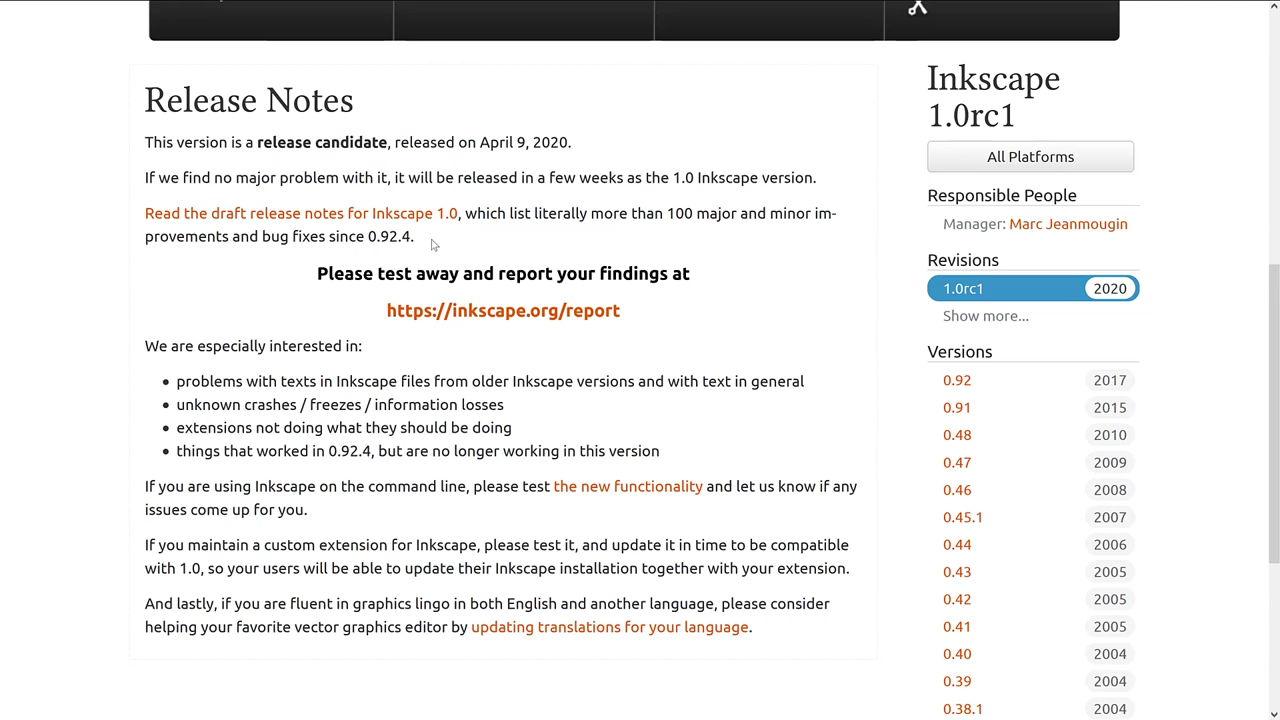 Release Notes
This version is a release candidate, released on April 9, 2020.
If we find no major problem with it, it will be released in a few weeks as the 1.0 Inkscape version.
Read the draft release notes for Inkscape 1.0, which list literally more than 100 major and minor im-
provements and bug fixes since 0.92.4.
Please test away and report your findings at
https://inkscape.org/report
We are especially interested in:
• problems with texts in Inkscape files from older Inkscape versions and with text in general
• unknown crashes / freezes / information losses
• extensions not doing what they should be doing
• things that worked in 0.92.4, but are no longer working in this version
If you are using Inkscape on the command line, please test the new functionality and let us know if any
issues come up for you.
If you maintain a custom extension for Inkscape, please test it, and update it in time to be compatible
with 1.0, so your users will be able to update their Inkscape installation together with your extension.
And lastly, if you are fluent in graphics lingo in both English and another language, please consider
helping your favorite vector graphics editor by updating translations for your language.
Inkscape
1.0rc1
All Platforms
Responsible People
Manager: Marc Jeanmougin
Revisions
1.0rc1 2020
Show more...
Versions
0.92 2017
0.91 2015
0.48 2010
0.47 2009
0.46 2008
0.45.1 2007
0.44 2006
0.43 2005
0.42 2005
0.41 2005
0.40 2004
0.39 2004
0.38.1 2004